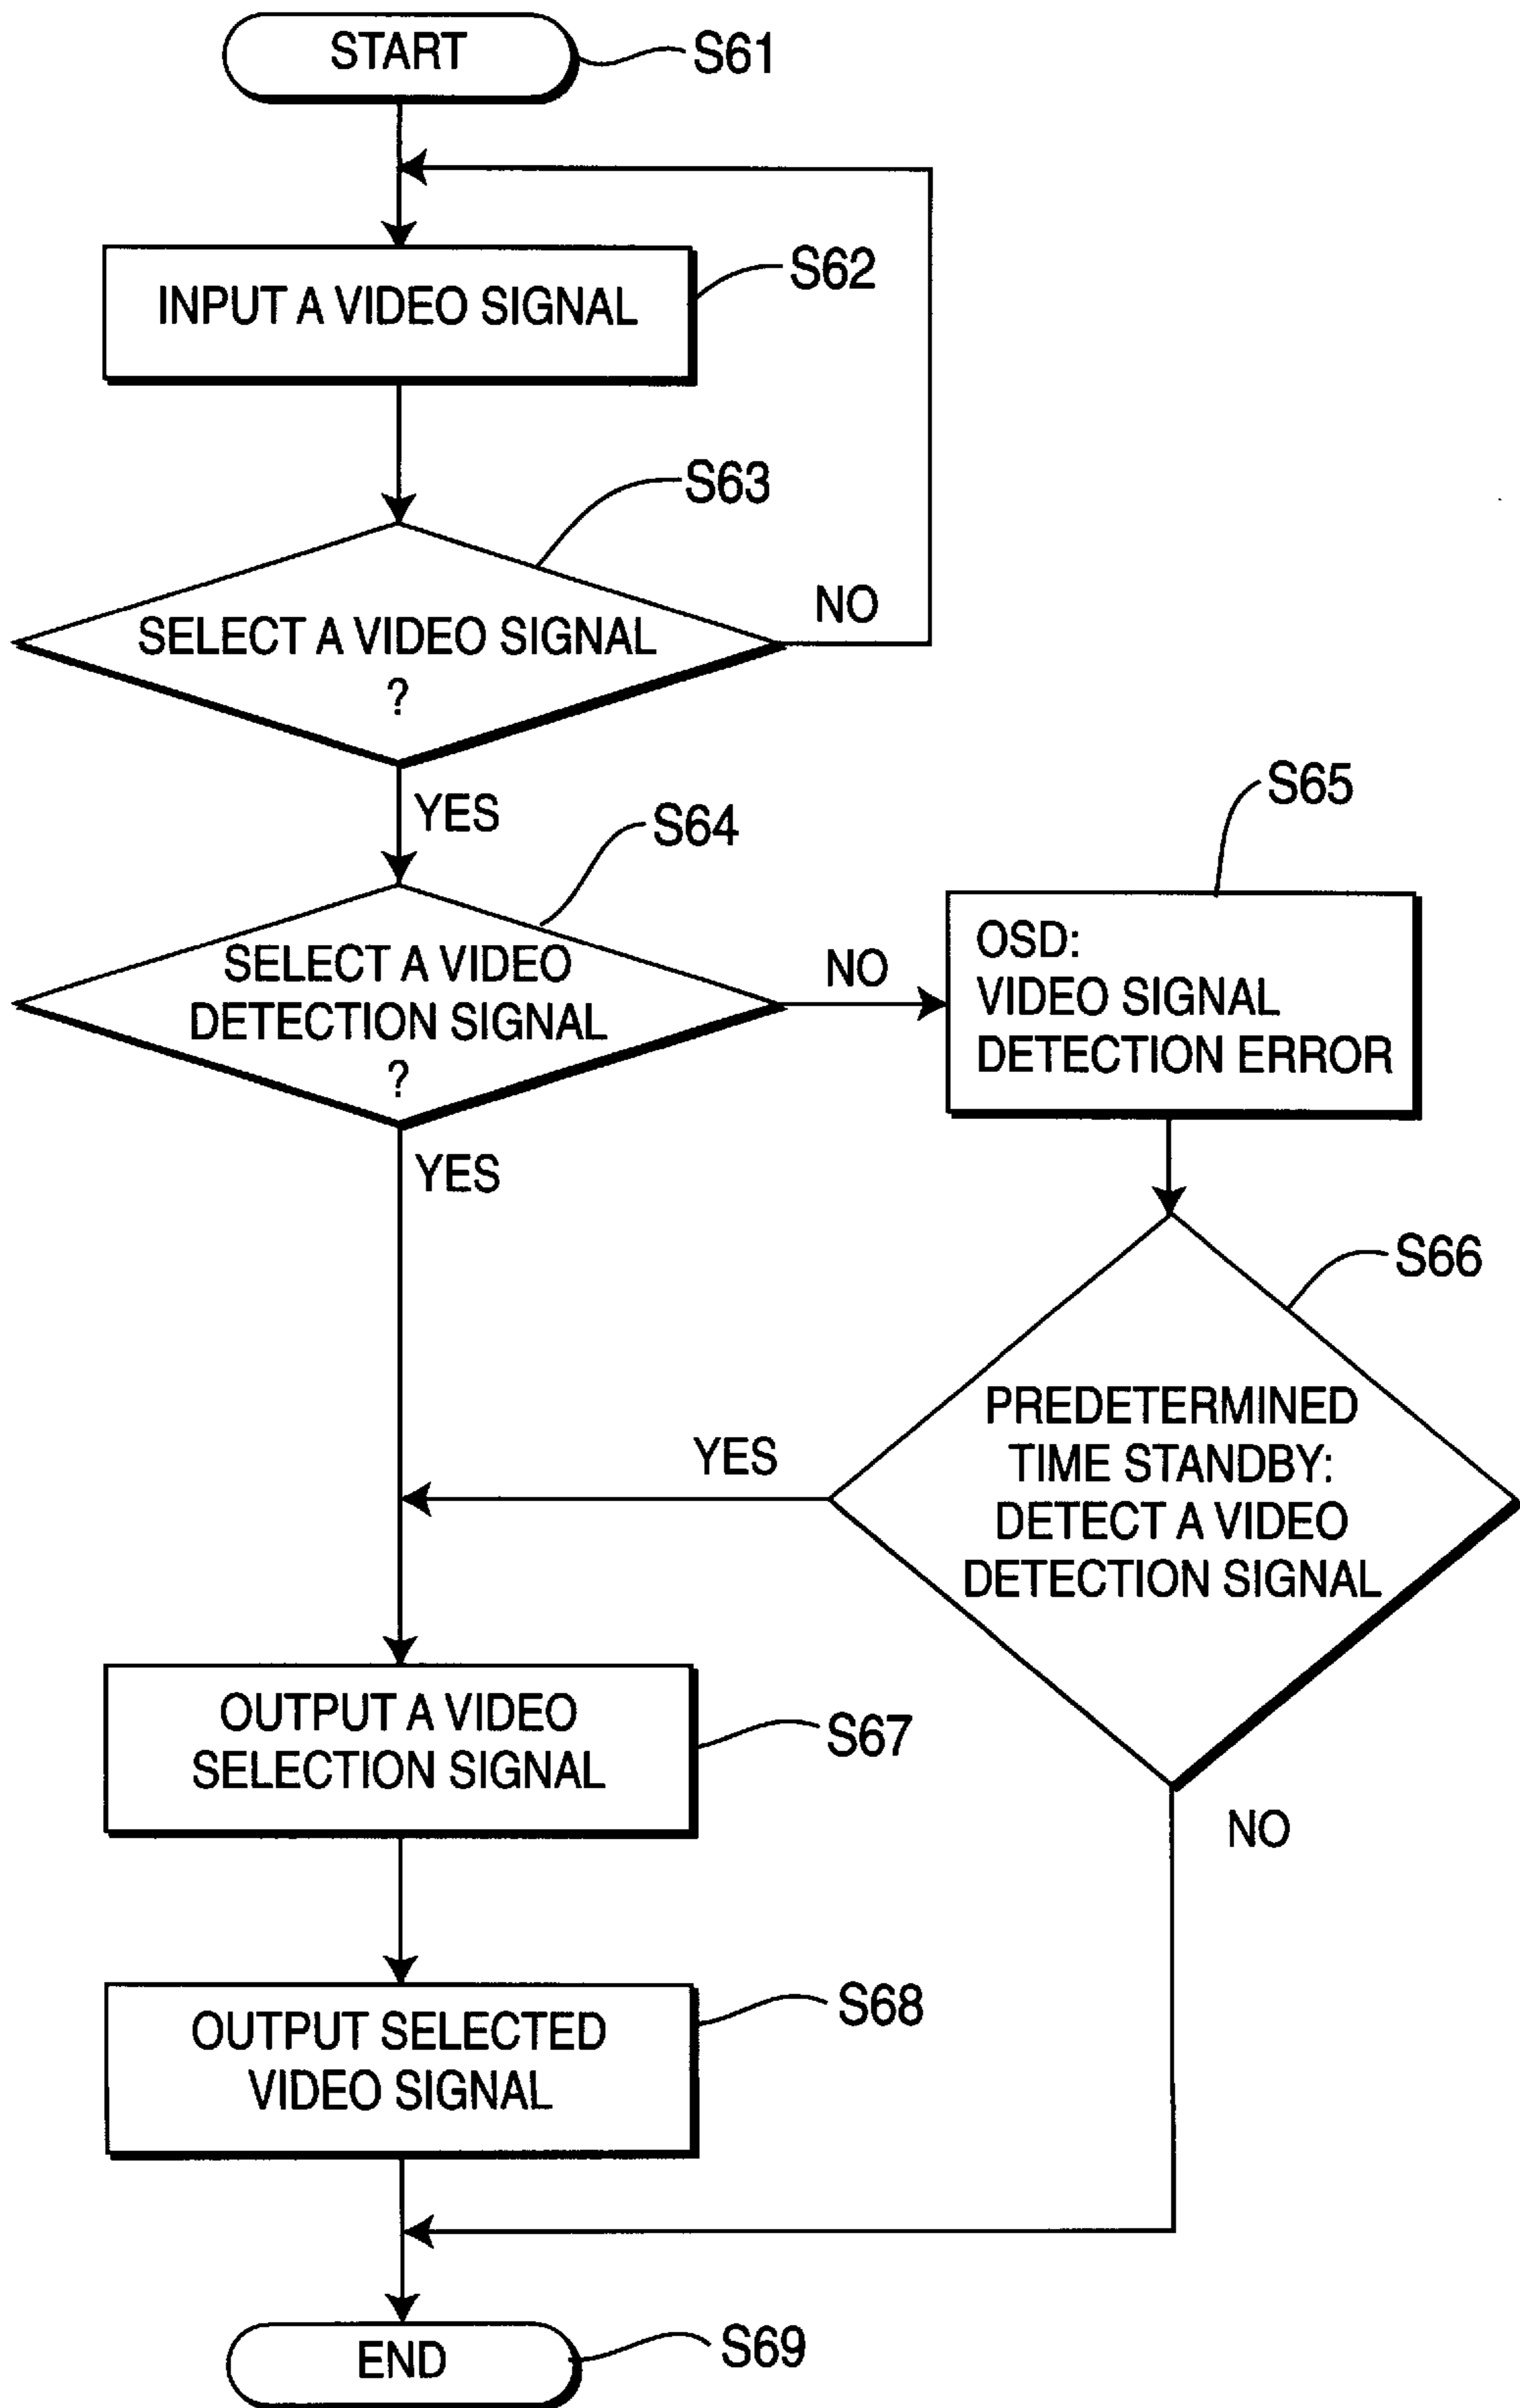 START
S61
INPUT A VIDEO SIGNAL
S62
S63
SELECT A VIDEO SIGNAL
?
NO
YES
S64
SELECT A VIDEO
DETECTION SIGNAL
?
NO
YES
S65
OSD:
VIDEO SIGNAL
DETECTION ERROR
S66
PREDETERMINED
TIME STANDBY:
DETECT A VIDEO
DETECTION SIGNAL
YES
NO
OUTPUT A VIDEO
SELECTION SIGNAL
S67
OUTPUT SELECTED
VIDEO SIGNAL
S68
END
S69